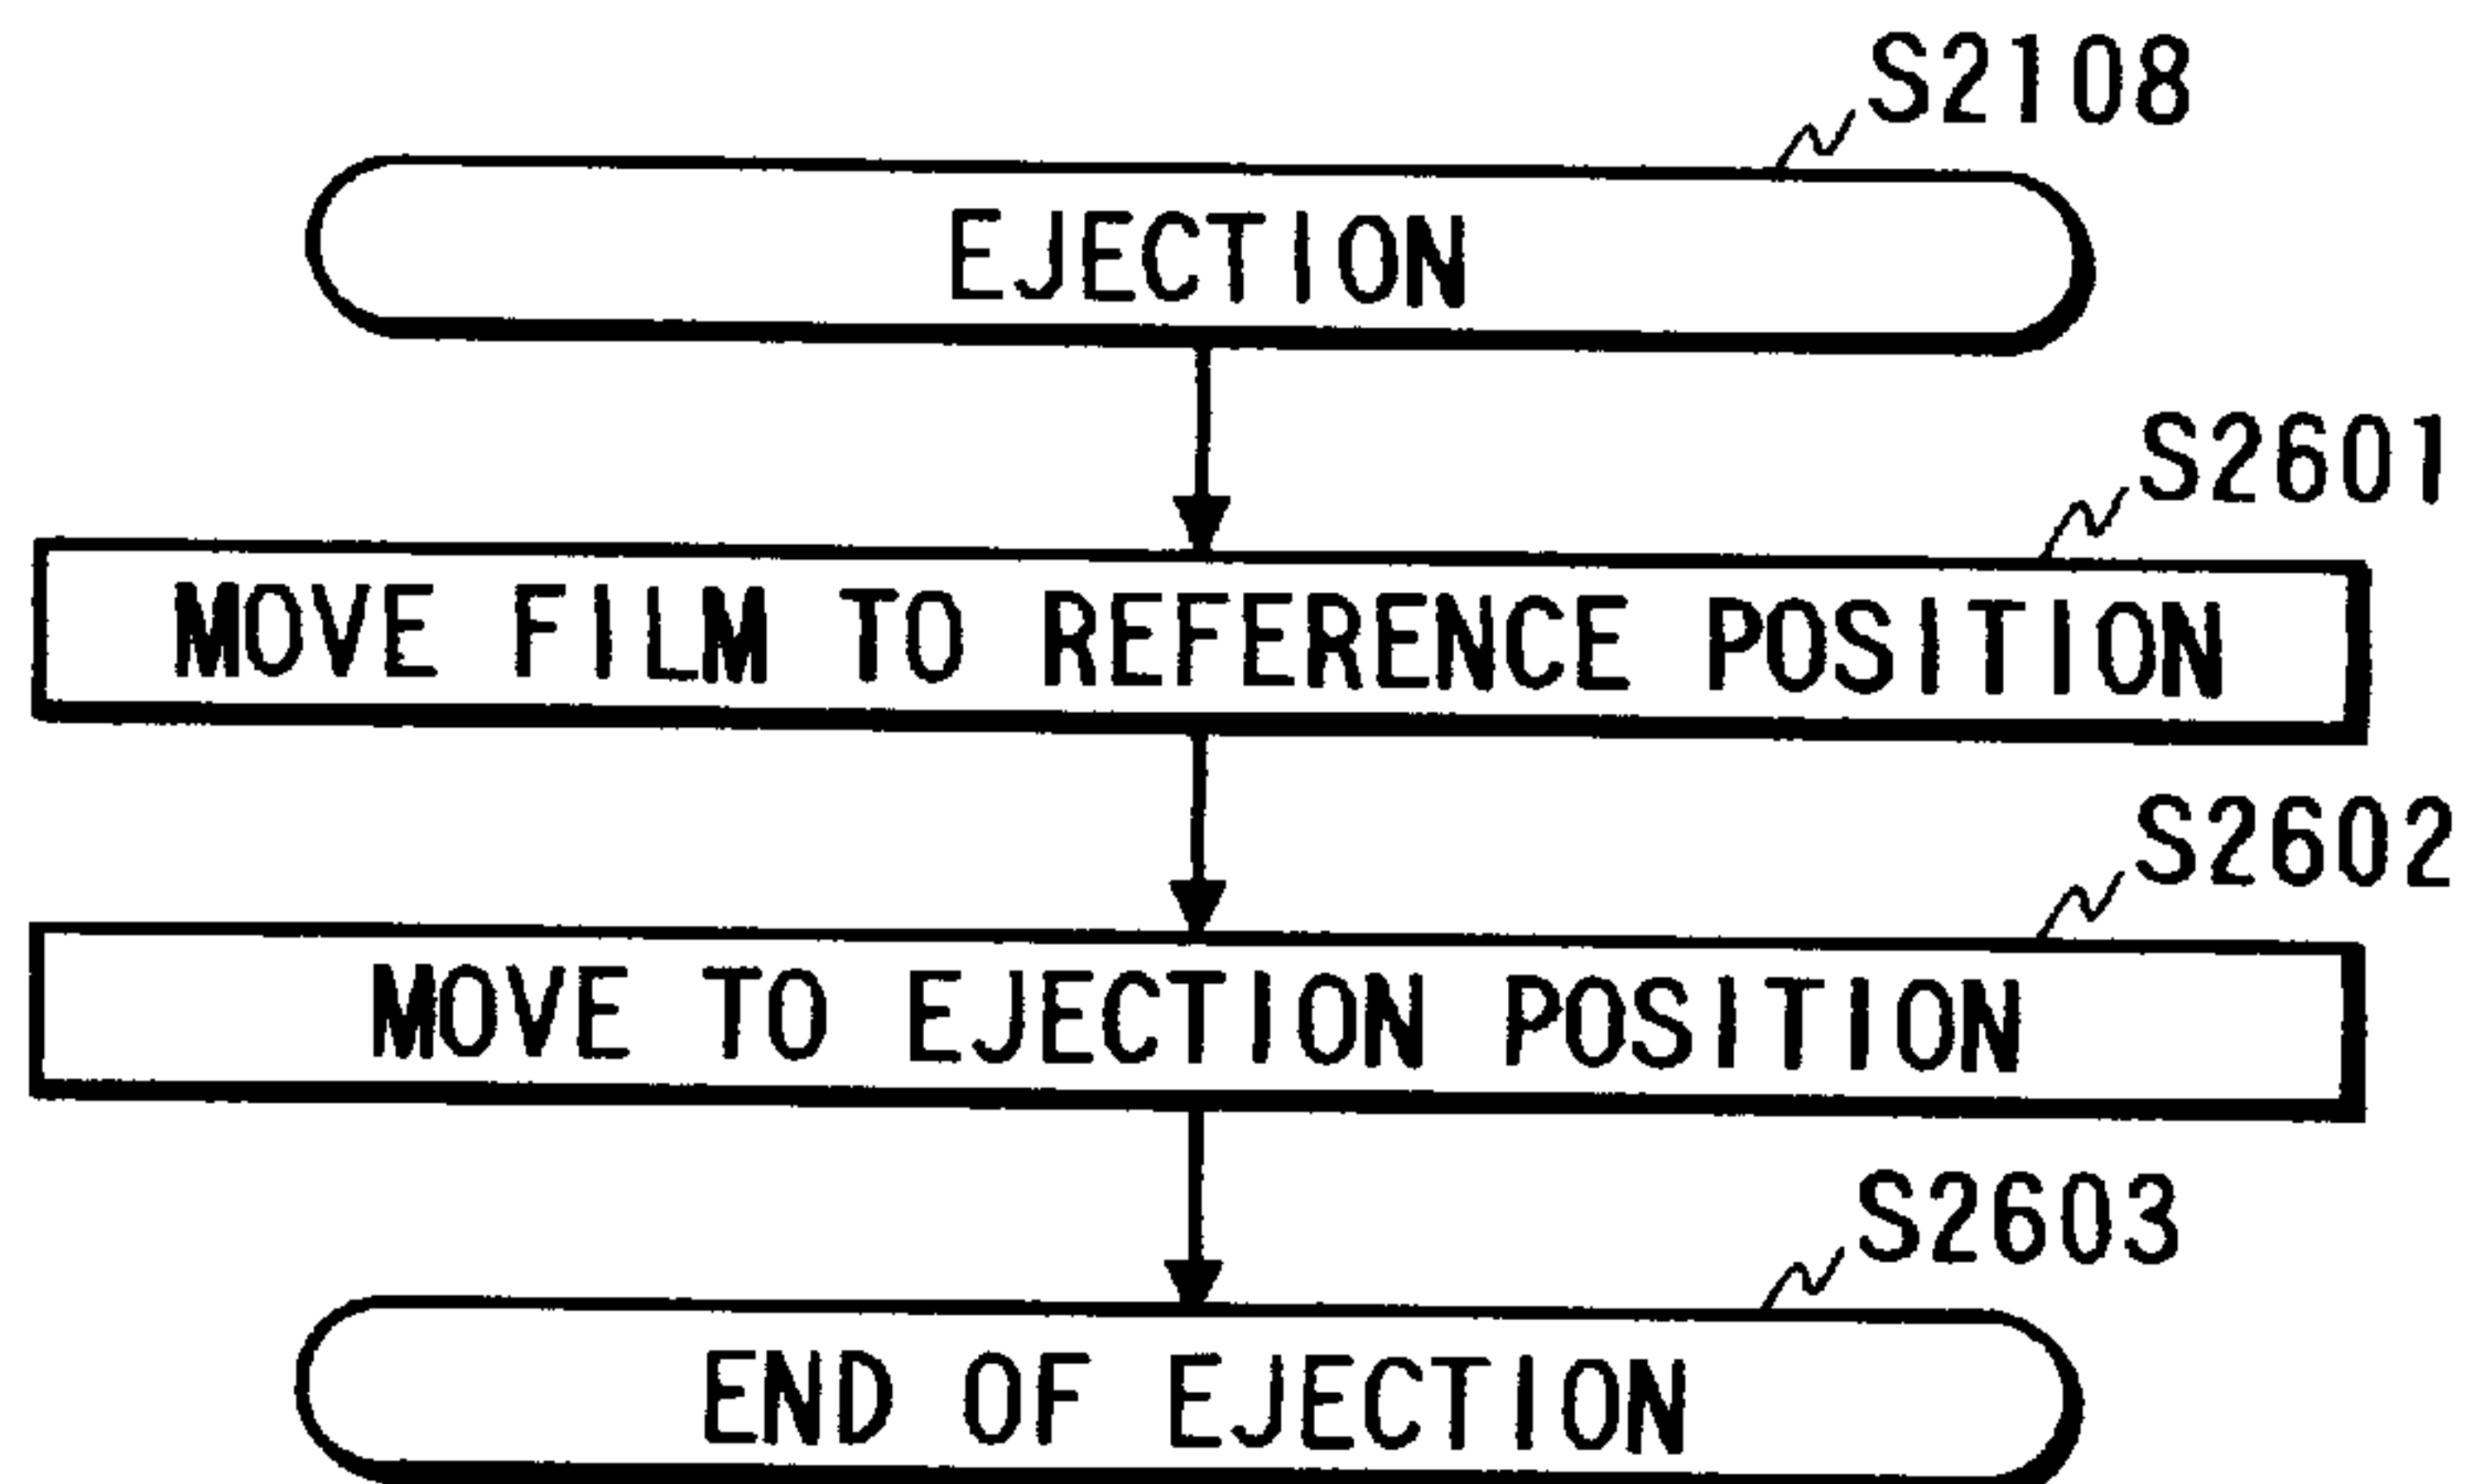 S2108
EJECTION
S2601
MOVE FILM TO REFERENCE POSITION
S2602
MOVE TO EJECTION POSITION
S2603
END OF EJECTION